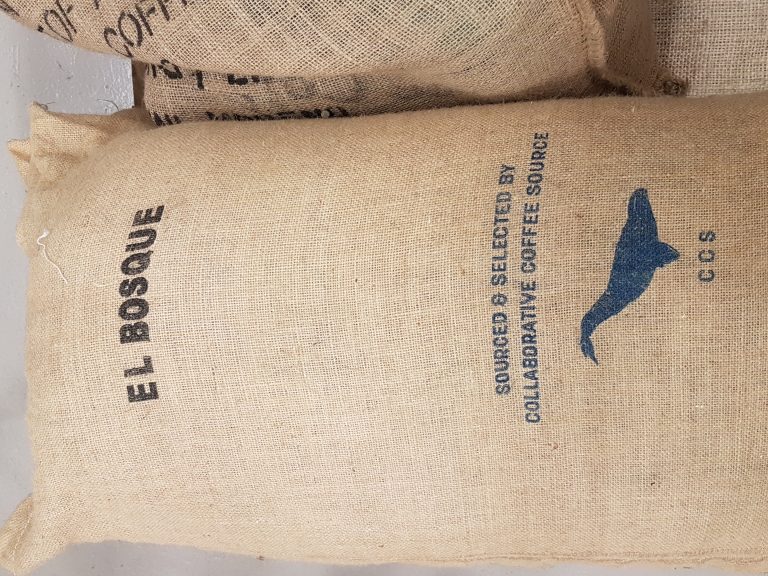 EL BOSQUE
SOURCED & SELECTED BY
COLLABORATIVE COFFEE SOURCE
CCS